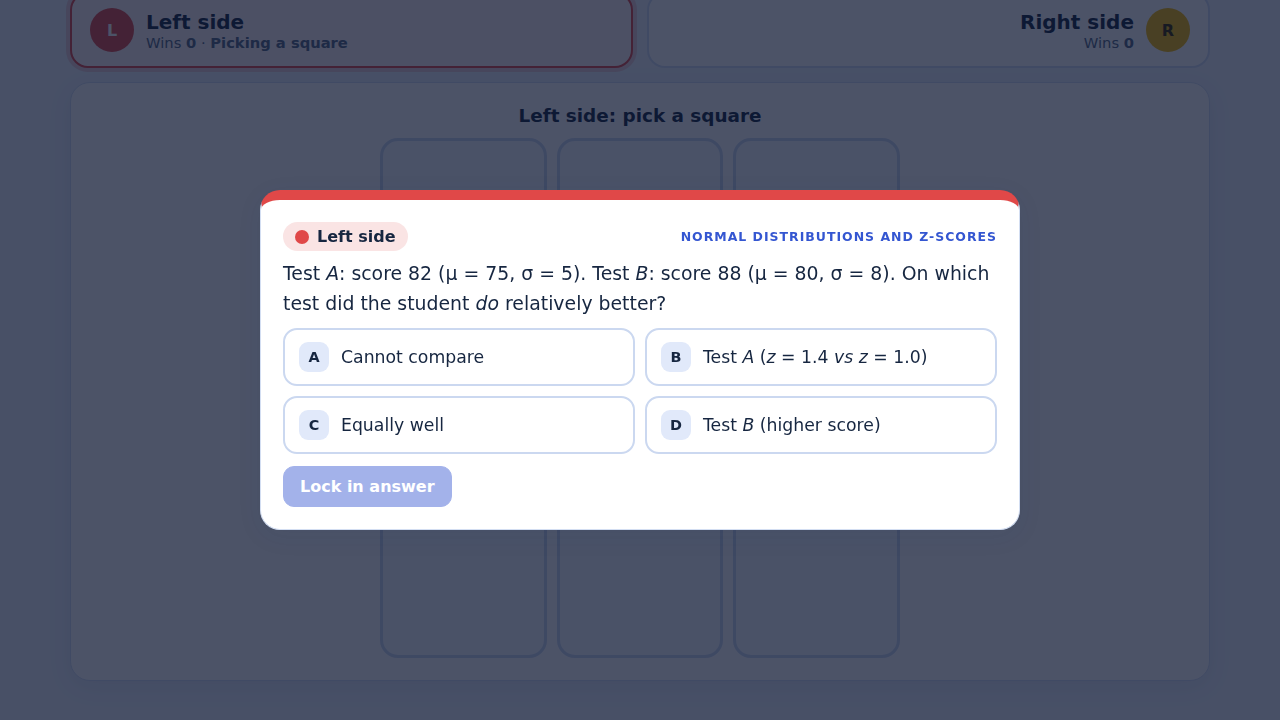 L
Left side
Wins 0 · Picking a square
Right side
Wins 0
R
Left side: pick a square
Left side
NORMAL DISTRIBUTIONS AND Z-SCORES
Test A: score 82 (μ = 75, σ = 5). Test B: score 88 (μ = 80, σ = 8). On which
test did the student do relatively better?
A Cannot compare
B Test A (z = 1.4 vs z = 1.0)
C Equally well
D Test B (higher score)
Lock in answer